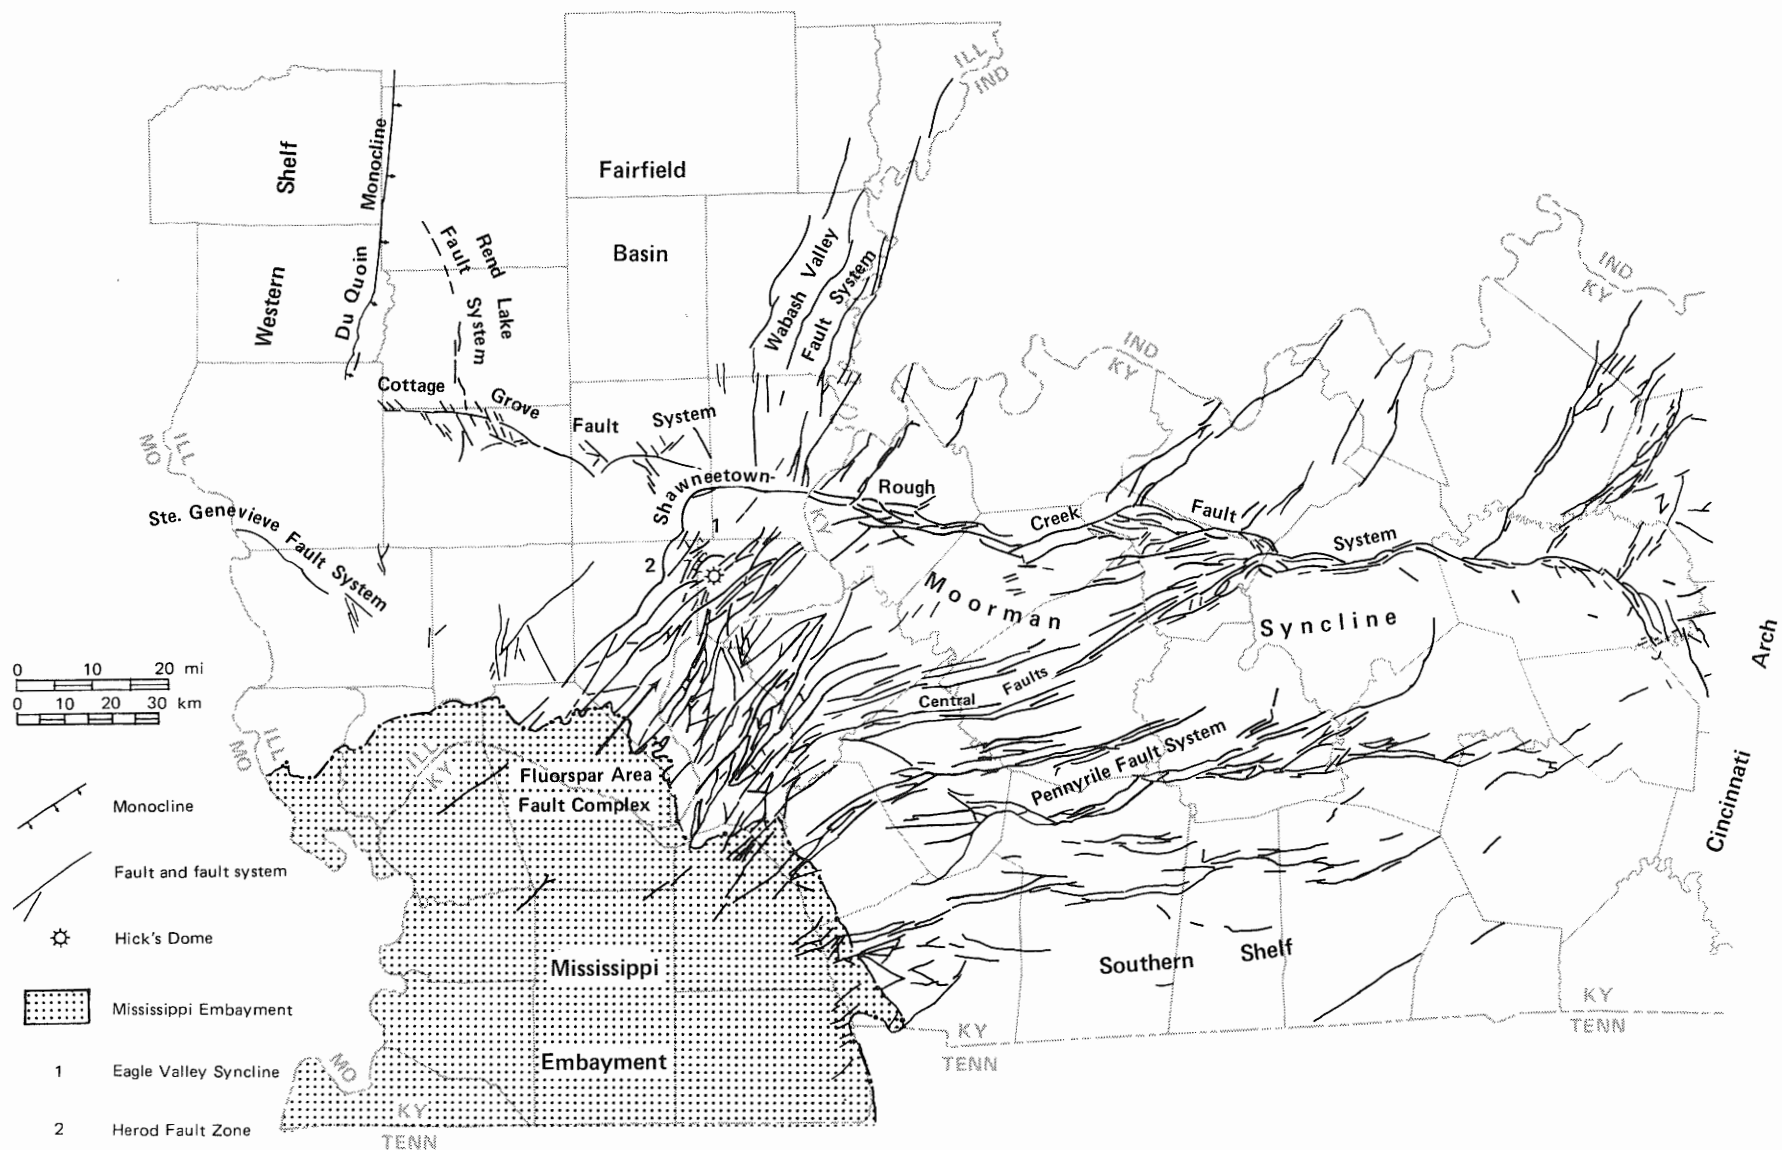 ILL
IND
Shelf
Monocline
Fairfield
Basin
Western
Du Quoin
Rend Lake
Fault System
Wabash Valley
Fault System
IND
KY
IND
KY
Cottage Grove Fault System
MO
ILL
Shawneetown-Rough Creek Fault System
KY
1
2
Ste. Genevieve Fault System
Moorman Syncline
Central Faults
Arch
Cincinnati
0 10 20 mi
0 10 20 30 km
MO
ILL
ILL
KY
Fluorspar Area
Fault Complex
Pennyrile Fault System
Monocline
Fault and fault system
Hick's Dome
Mississippi Embayment
1 Eagle Valley Syncline
2 Herod Fault Zone
Mississippi
Embayment
Southern Shelf
KY
TENN
KY
TENN
MO
KY
TENN